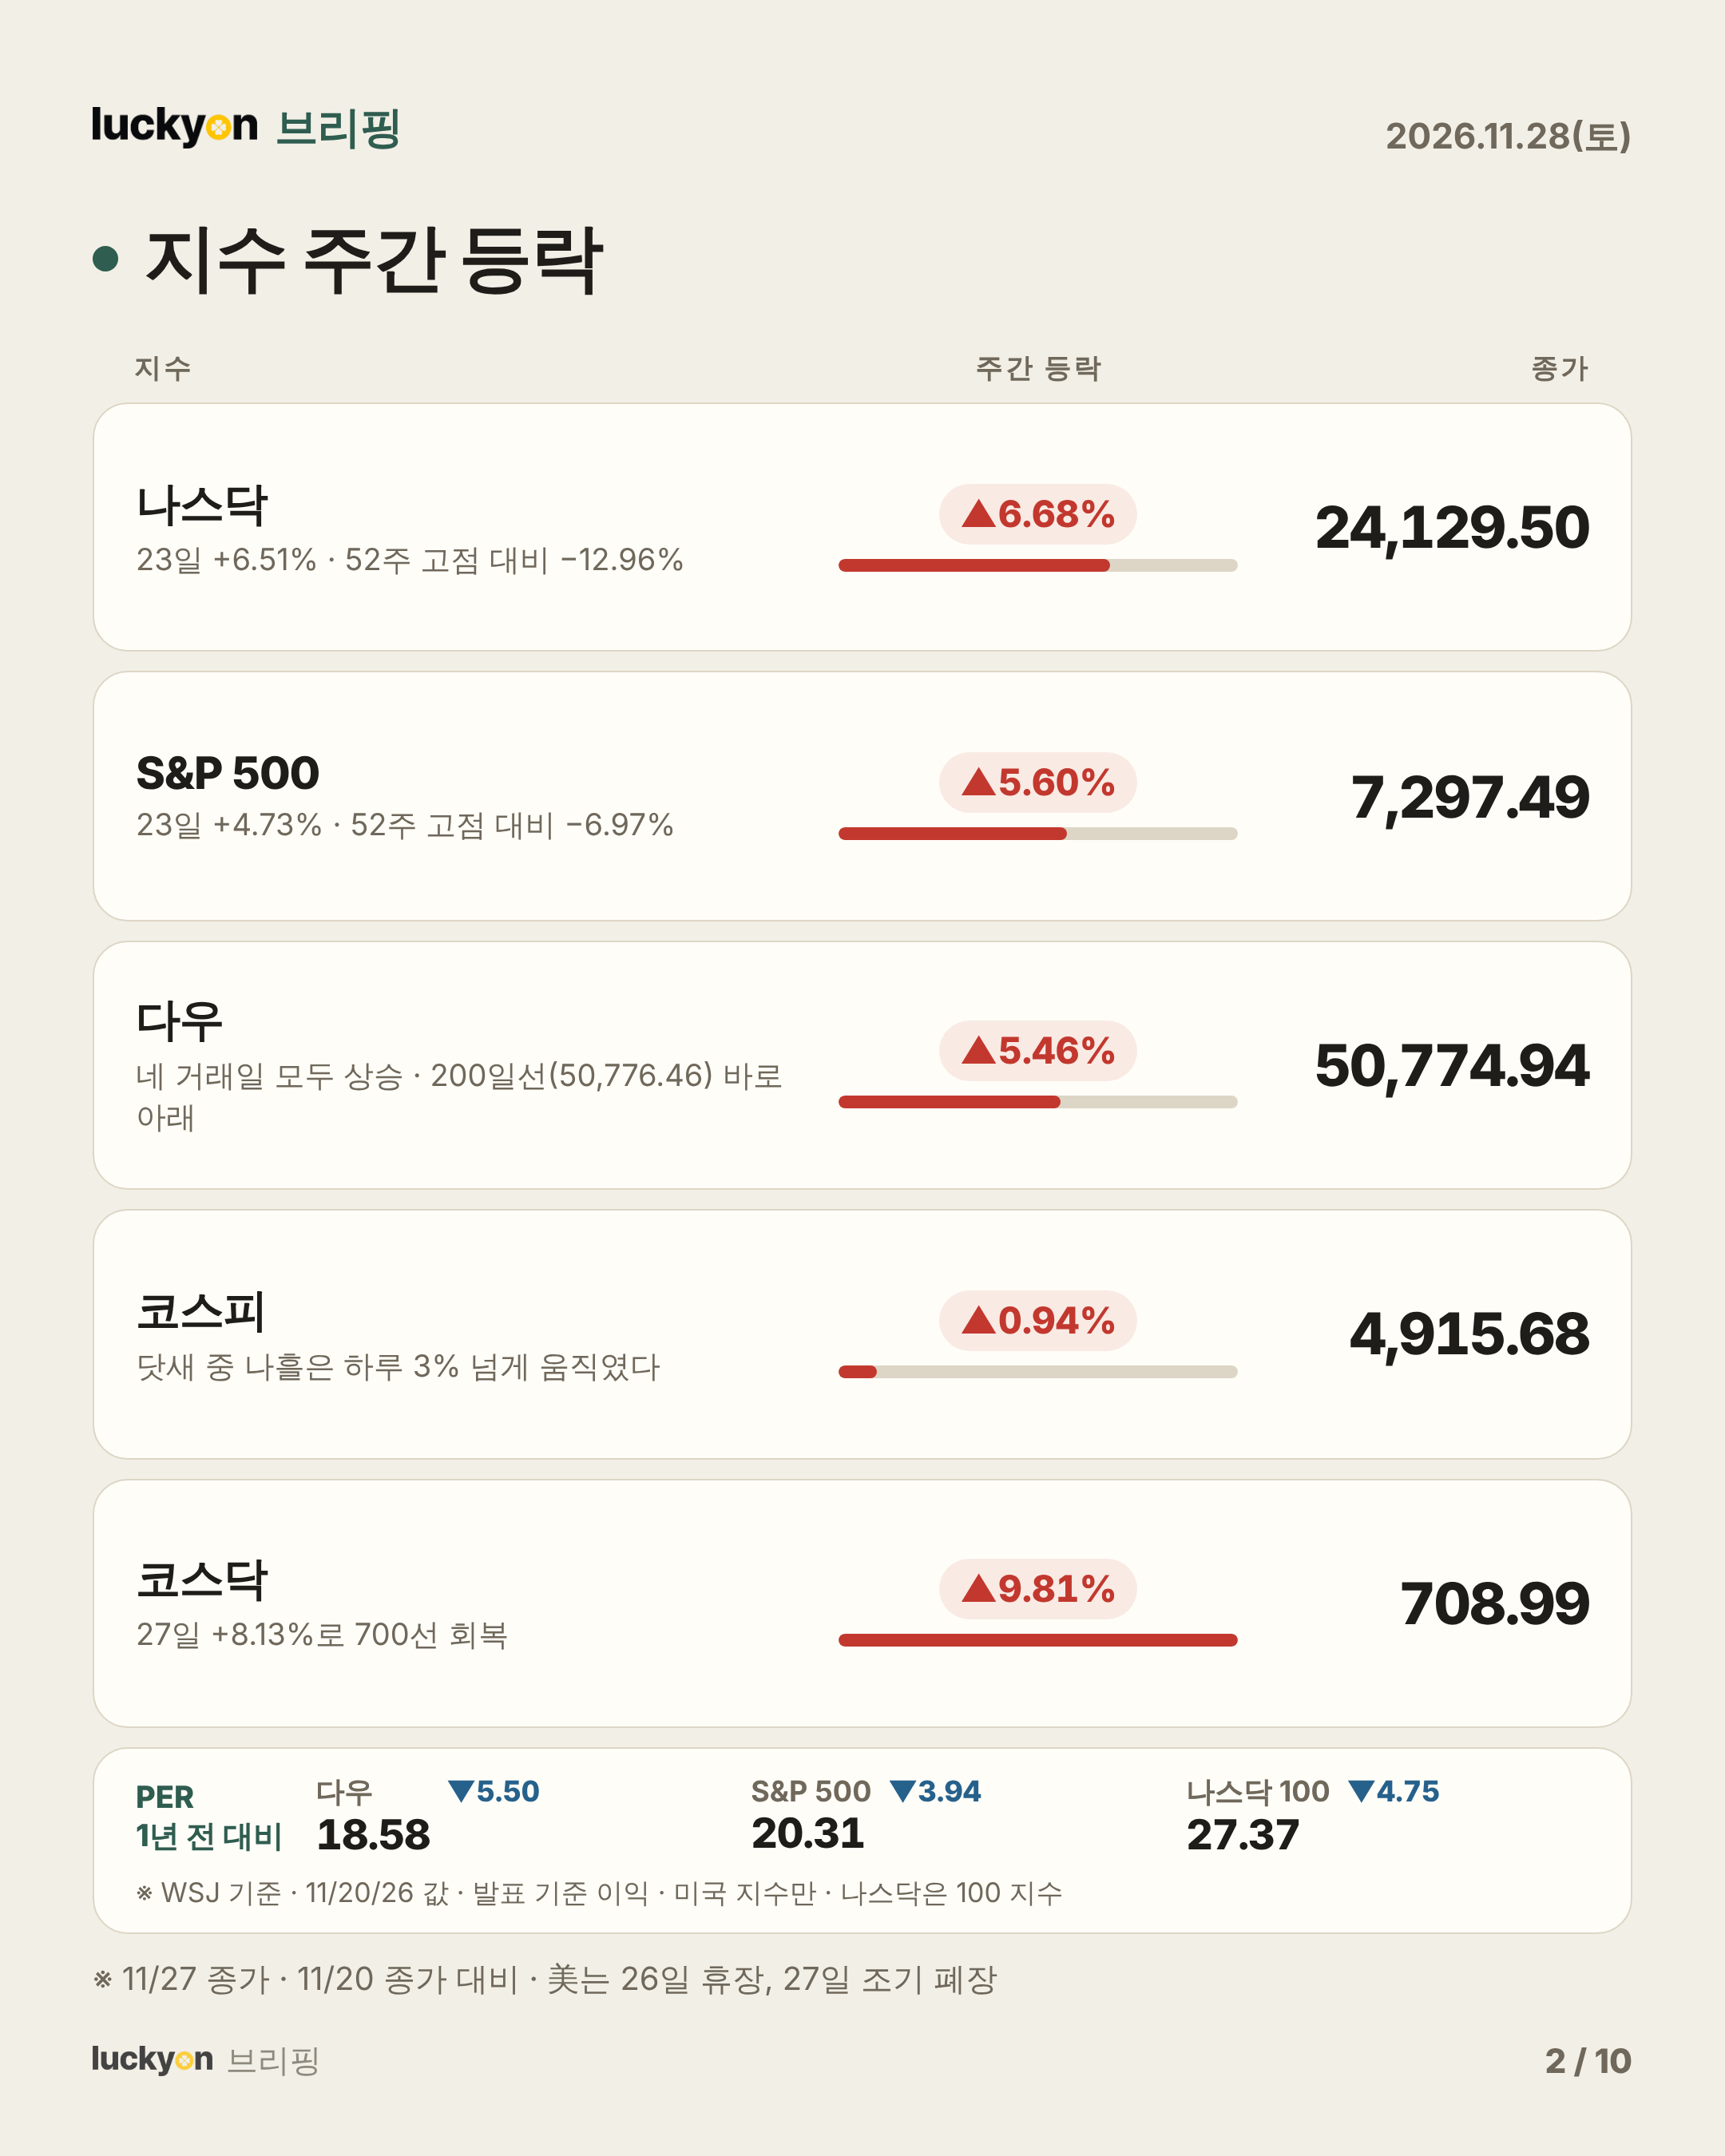 luckyon 브리핑
2026.11.28(토)
지수 주간 등락
지수 주간 등락 종가
나스닥
23일 +6.51% · 52주 고점 대비 −12.96%
▲6.68%
24,129.50
S&P 500
23일 +4.73% · 52주 고점 대비 −6.97%
▲5.60%
7,297.49
다우
네 거래일 모두 상승 · 200일선(50,776.46) 바로
아래
▲5.46%
50,774.94
코스피
닷새 중 나흘은 하루 3% 넘게 움직였다
▲0.94%
4,915.68
코스닥
27일 +8.13%로 700선 회복
▲9.81%
708.99
PER
1년 전 대비
다우 ▼5.50
18.58
S&P 500 ▼3.94
20.31
나스닥 100 ▼4.75
27.37
※ WSJ 기준 · 11/20/26 값 · 발표 기준 이익 · 미국 지수만 · 나스닥은 100 지수
※ 11/27 종가 · 11/20 종가 대비 · 美는 26일 휴장, 27일 조기 폐장
luckyon 브리핑
2 / 10